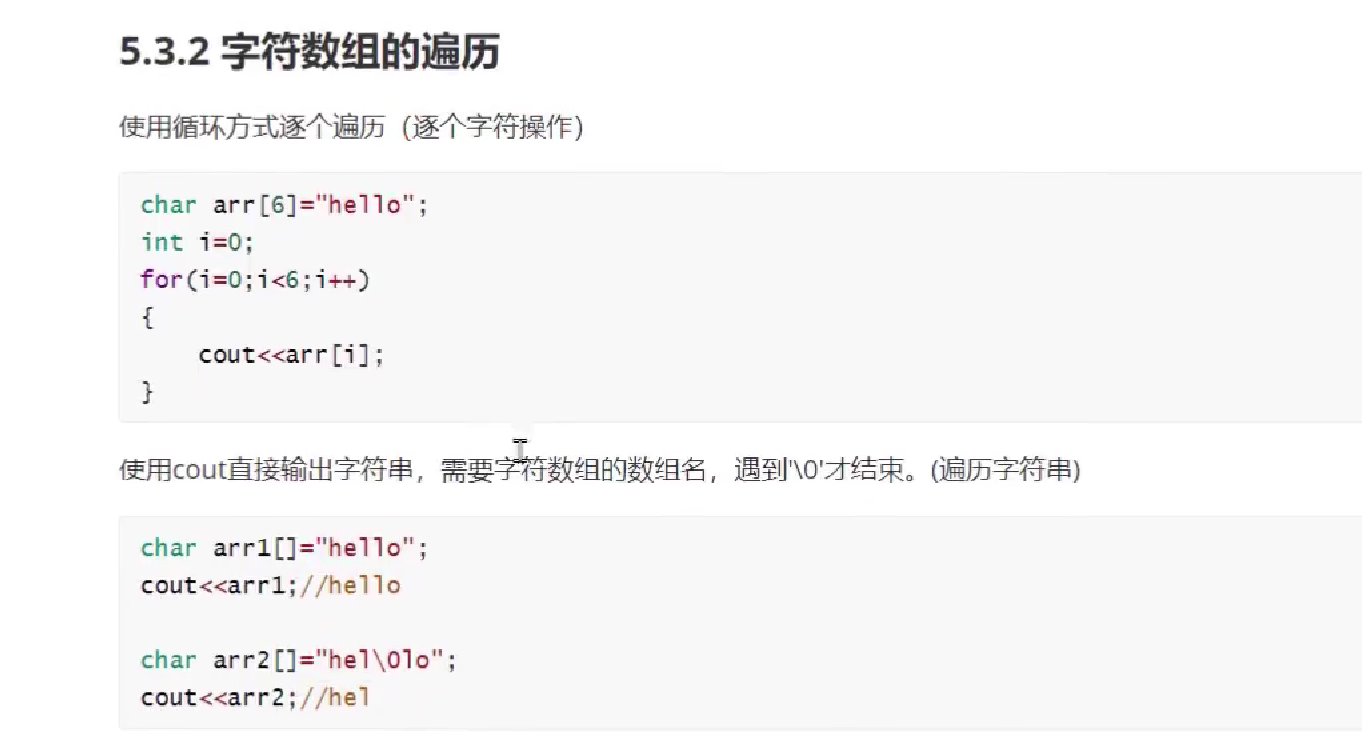 5.3.2 字符数组的遍历
使用循环方式逐个遍历（逐个字符操作）
char arr[6]="hello";
int i=0;
for(i=0;i<6;i++)
{
    cout<<arr[i];
}
使用cout直接输出字符串，需要字符数组的数组名，遇到'\0'才结束。(遍历字符串)
char arr1[]="hello";
cout<<arr1;//hello
char arr2[]="hel\0lo";
cout<<arr2;//hel